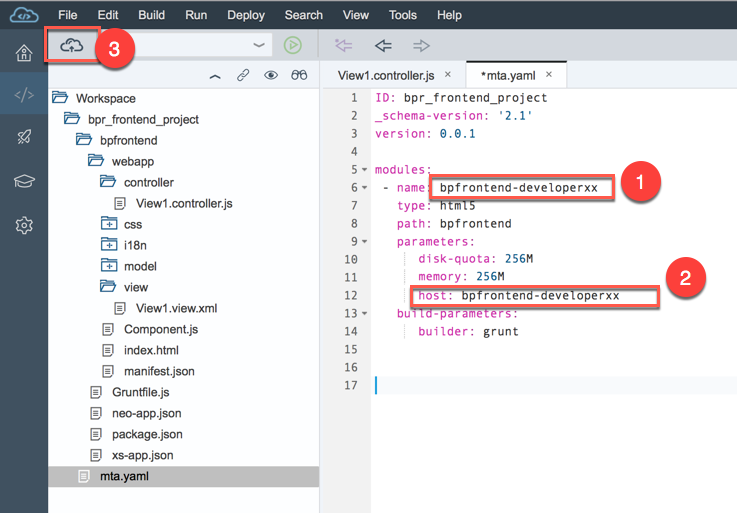 File Edit Build Run Deploy Search View Tools Help
3
View1.controller.js × *mta.yaml ×
Workspace
bpr_frontend_project
bpfrontend
webapp
controller
View1.controller.js
css
i18n
model
view
View1.view.xml
Component.js
index.html
manifest.json
Gruntfile.js
neo-app.json
package.json
xs-app.json
mta.yaml
1 ID: bpr_frontend_project
2 _schema-version: '2.1'
3 version: 0.0.1
4
5 modules:
6 - name: bpfrontend-developerxx
1
7 type: html5
8 path: bpfrontend
9 parameters:
10 disk-quota: 256M
11 memory: 256M
2
12 host: bpfrontend-developerxx
13 build-parameters:
14 builder: grunt
15
16
17